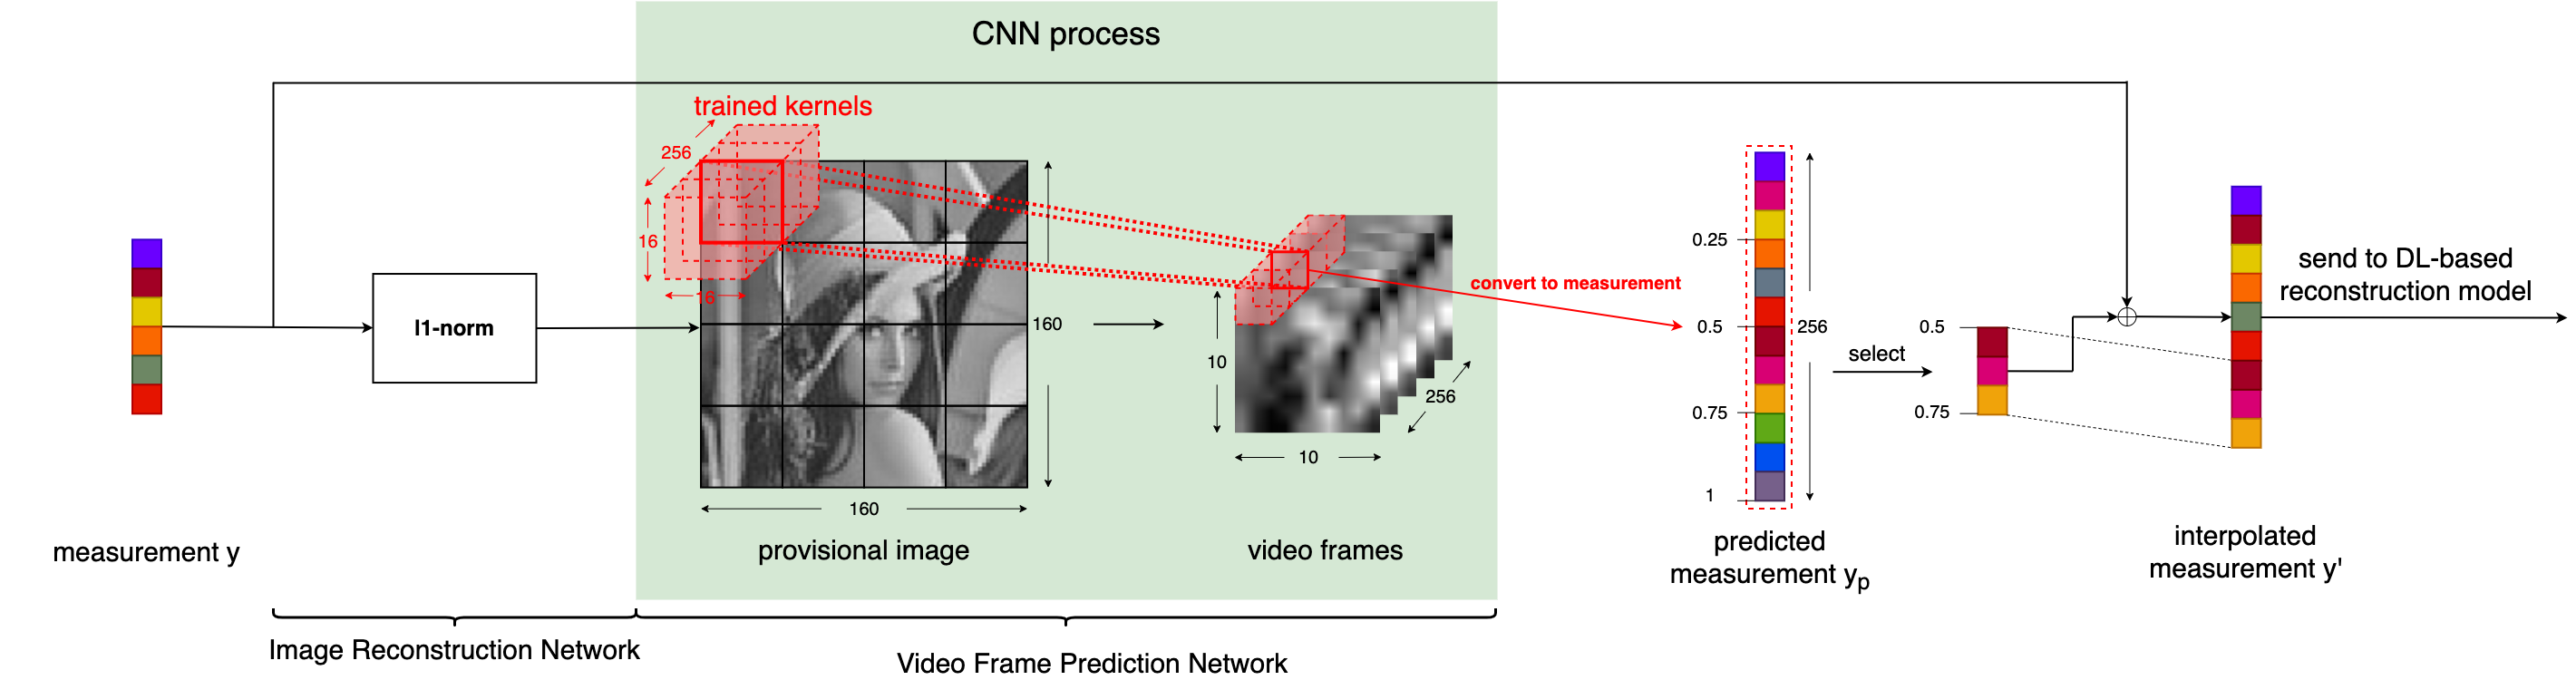 CNN process
trained kernels
256
16
16
160
160
l1-norm
measurement y
provisional image
10
10
256
video frames
convert to measurement
0.25
0.5
0.75
1
256
predicted
measurement yp
select
0.5
0.75
send to DL-based
reconstruction model
interpolated
measurement y'
Image Reconstruction Network
Video Frame Prediction Network